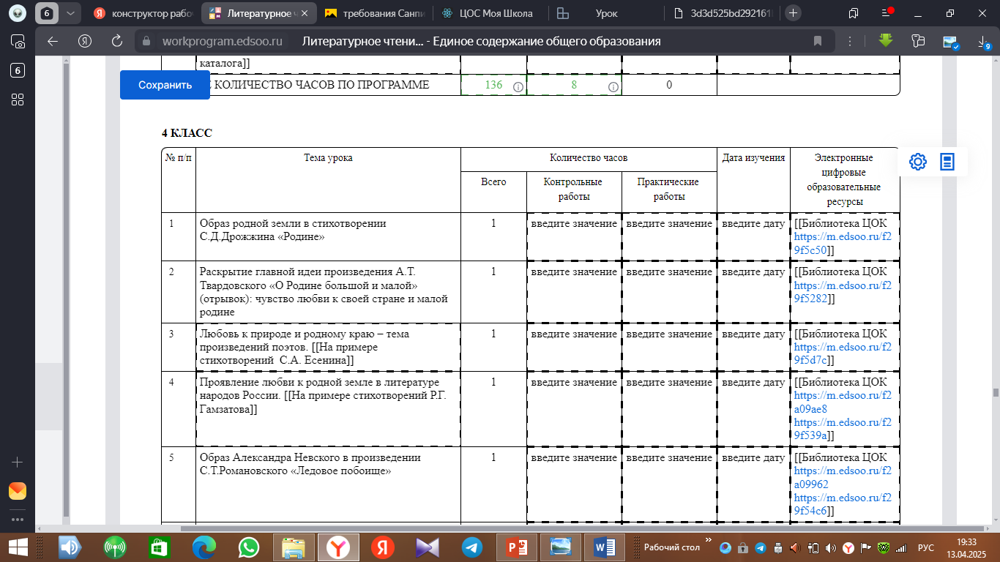 конструктор рабо
Литературное ч
требования Санпи
ЦОС Моя Школа
Урок
3d3d525bd292161
workprogram.edsoo.ru
Литературное чтени... - Единое содержание общего образования
6
9
6
каталога]]
Сохранить
КОЛИЧЕСТВО ЧАСОВ ПО ПРОГРАММЕ
136
8
0
4 КЛАСС
№ п/п
Тема урока
Количество часов
Дата изучения
Электронные
цифровые
образовательные
ресурсы
Всего
Контрольные
работы
Практические
работы
1
Образ родной земли в стихотворении
С.Д.Дрожжина «Родине»
1
введите значение
введите значение
введите дату
[[Библиотека ЦОК
https://m.edsoo.ru/f2
9f5c50]]
2
Раскрытие главной идеи произведения А.Т.
Твардовского «О Родине большой и малой»
(отрывок): чувство любви к своей стране и малой
родине
1
введите значение
введите значение
введите дату
[[Библиотека ЦОК
https://m.edsoo.ru/f2
9f5282]]
3
Любовь к природе и родному краю – тема
произведений поэтов. [[На примере
стихотворений С.А. Есенина]]
1
введите значение
введите значение
введите дату
[[Библиотека ЦОК
https://m.edsoo.ru/f2
9f5d7c]]
4
Проявление любви к родной земле в литературе
народов России. [[На примере стихотворений Р.Г.
Гамзатова]]
1
введите значение
введите значение
введите дату
[[Библиотека ЦОК
https://m.edsoo.ru/f2
a09ae8
https://m.edsoo.ru/f2
9f539a]]
5
Образ Александра Невского в произведении
С.Т.Романовского «Ледовое побоище»
1
введите значение
введите значение
введите дату
[[Библиотека ЦОК
https://m.edsoo.ru/f2
a09962
https://m.edsoo.ru/f2
9f54c6]]
Рабочий стол
РУС
19:33
13.04.2025